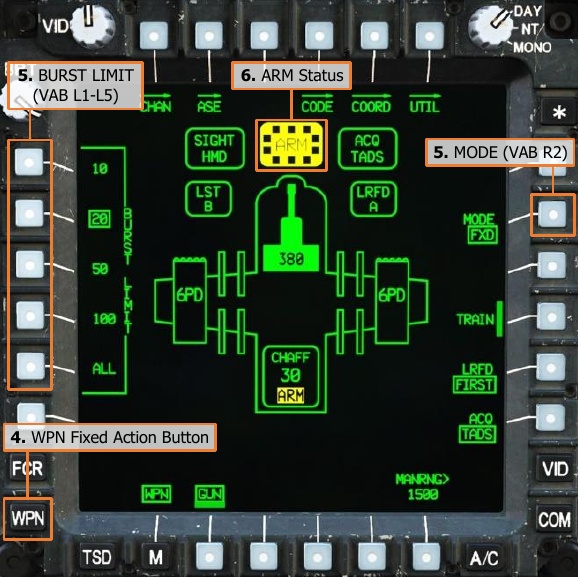 VID
DAY
NT
MONO
BRT
5. BURST LIMIT
(VAB L1-L5)
6. ARM Status
CHAN
ASE
CODE
COORD
UTIL
*
5. MODE (VAB R2)
SIGHT
HMD
ARM
ACQ
TADS
10
LST
B
LRFD
A
20
BURST LIMIT
MODE
FXD
380
50
6PD
6PD
100
TRAIN
ALL
CHAFF
30
ARM
LRFD
FIRST
ACQ
TADS
4. WPN Fixed Action Button
FCR
VID
WPN
GUN
MANRNG>
1500
WPN
COM
TSD
M
A/C